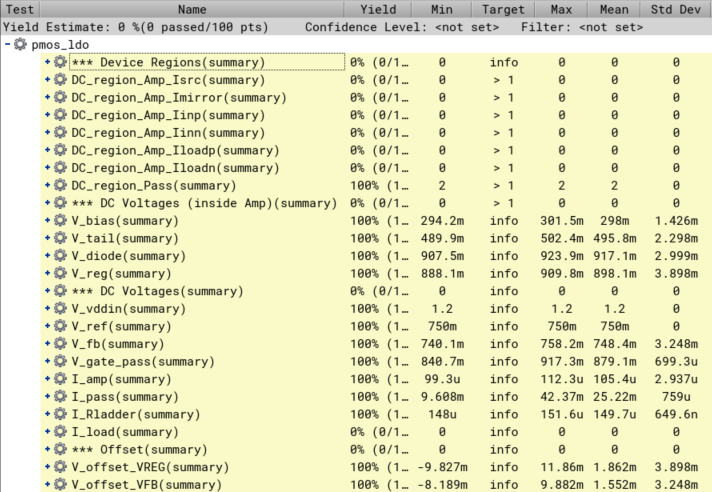 Test Name Yield Min Target Max Mean Std Dev
Yield Estimate: 0 %(0 passed/100 pts) Confidence Level: <not set> Filter: <not set>
pmos_ldo
*** Device Regions(summary) 0% (0/1... 0 info 0 0 0
DC_region_Amp_Isrc(summary) 0% (0/1... 0 > 1 0 0 0
DC_region_Amp_Imirror(summary) 0% (0/1... 0 > 1 0 0 0
DC_region_Amp_Iinp(summary) 0% (0/1... 0 > 1 0 0 0
DC_region_Amp_Iinn(summary) 0% (0/1... 0 > 1 0 0 0
DC_region_Amp_Iloadp(summary) 0% (0/1... 0 > 1 0 0 0
DC_region_Amp_Iloadn(summary) 0% (0/1... 0 > 1 0 0 0
DC_region_Pass(summary) 100% (1... 2 > 1 2 2 0
*** DC Voltages (inside Amp)(summary) 0% (0/1... 0 > 1 0 0 0
V_bias(summary) 100% (1... 294.2m info 301.5m 298m 1.426m
V_tail(summary) 100% (1... 489.9m info 502.4m 495.8m 2.298m
V_diode(summary) 100% (1... 907.5m info 923.9m 917.1m 2.999m
V_reg(summary) 100% (1... 888.1m info 909.8m 898.1m 3.898m
*** DC Voltages(summary) 0% (0/1... 0 info 0 0 0
V_vddin(summary) 100% (1... 1.2 info 1.2 1.2 0
V_ref(summary) 100% (1... 750m info 750m 750m 0
V_fb(summary) 100% (1... 740.1m info 758.2m 748.4m 3.248m
V_gate_pass(summary) 100% (1... 840.7m info 917.3m 879.1m 699.3u
I_amp(summary) 100% (1... 99.3u info 112.3u 105.4u 2.937u
I_pass(summary) 100% (1... 9.608m info 42.37m 25.22m 759u
I_Rladder(summary) 100% (1... 148u info 151.6u 149.7u 649.6n
I_load(summary) 0% (0/1... 0 info 0 0 0
*** Offset(summary) 0% (0/1... 0 info 0 0 0
V_offset_VREG(summary) 100% (1... -9.827m info 11.86m 1.862m 3.898m
V_offset_VFB(summary) 100% (1... -8.189m info 9.882m 1.552m 3.248m